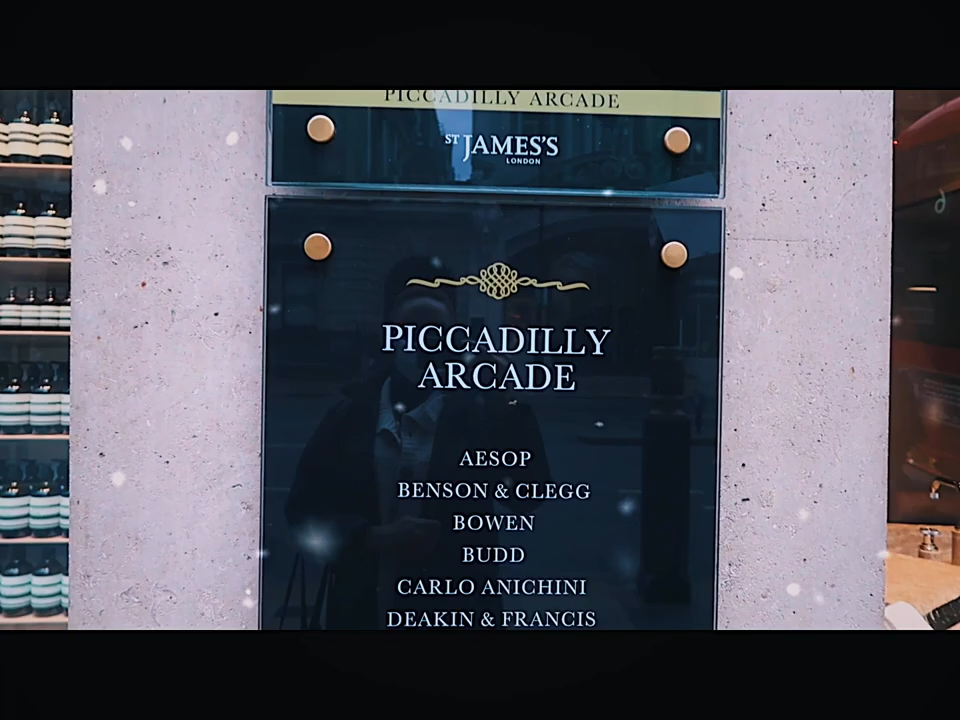 PICCADILLY ARCADE
ST JAMES'S
LONDON
PICCADILLY
ARCADE
AESOP
BENSON & CLEGG
BOWEN
BUDD
CARLO ANICHINI
DEAKIN & FRANCIS